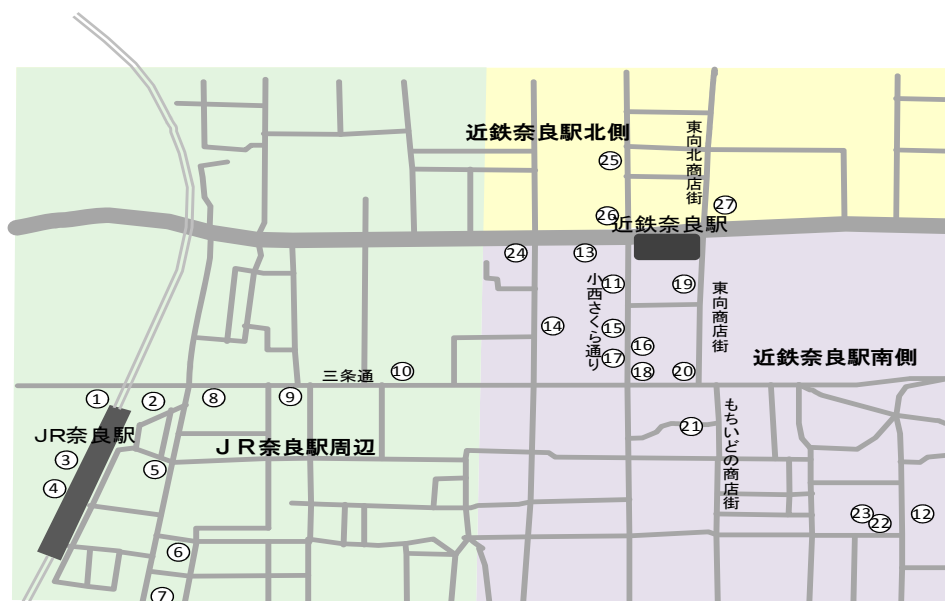 近鉄奈良駅北側
東向北商店街
㉕
㉖
㉗
近鉄奈良駅
㉔
⑬
小西さくら通り
⑪
⑲
東向商店街
⑭
⑮
⑯
⑰
近鉄奈良駅南側
三条通
⑩
⑱
⑳
①
②
⑧
⑨
もちいどの商店街
㉑
JR奈良駅
ＪＲ奈良駅周辺
③
⑤
④
㉓
㉒
⑫
⑥
⑦